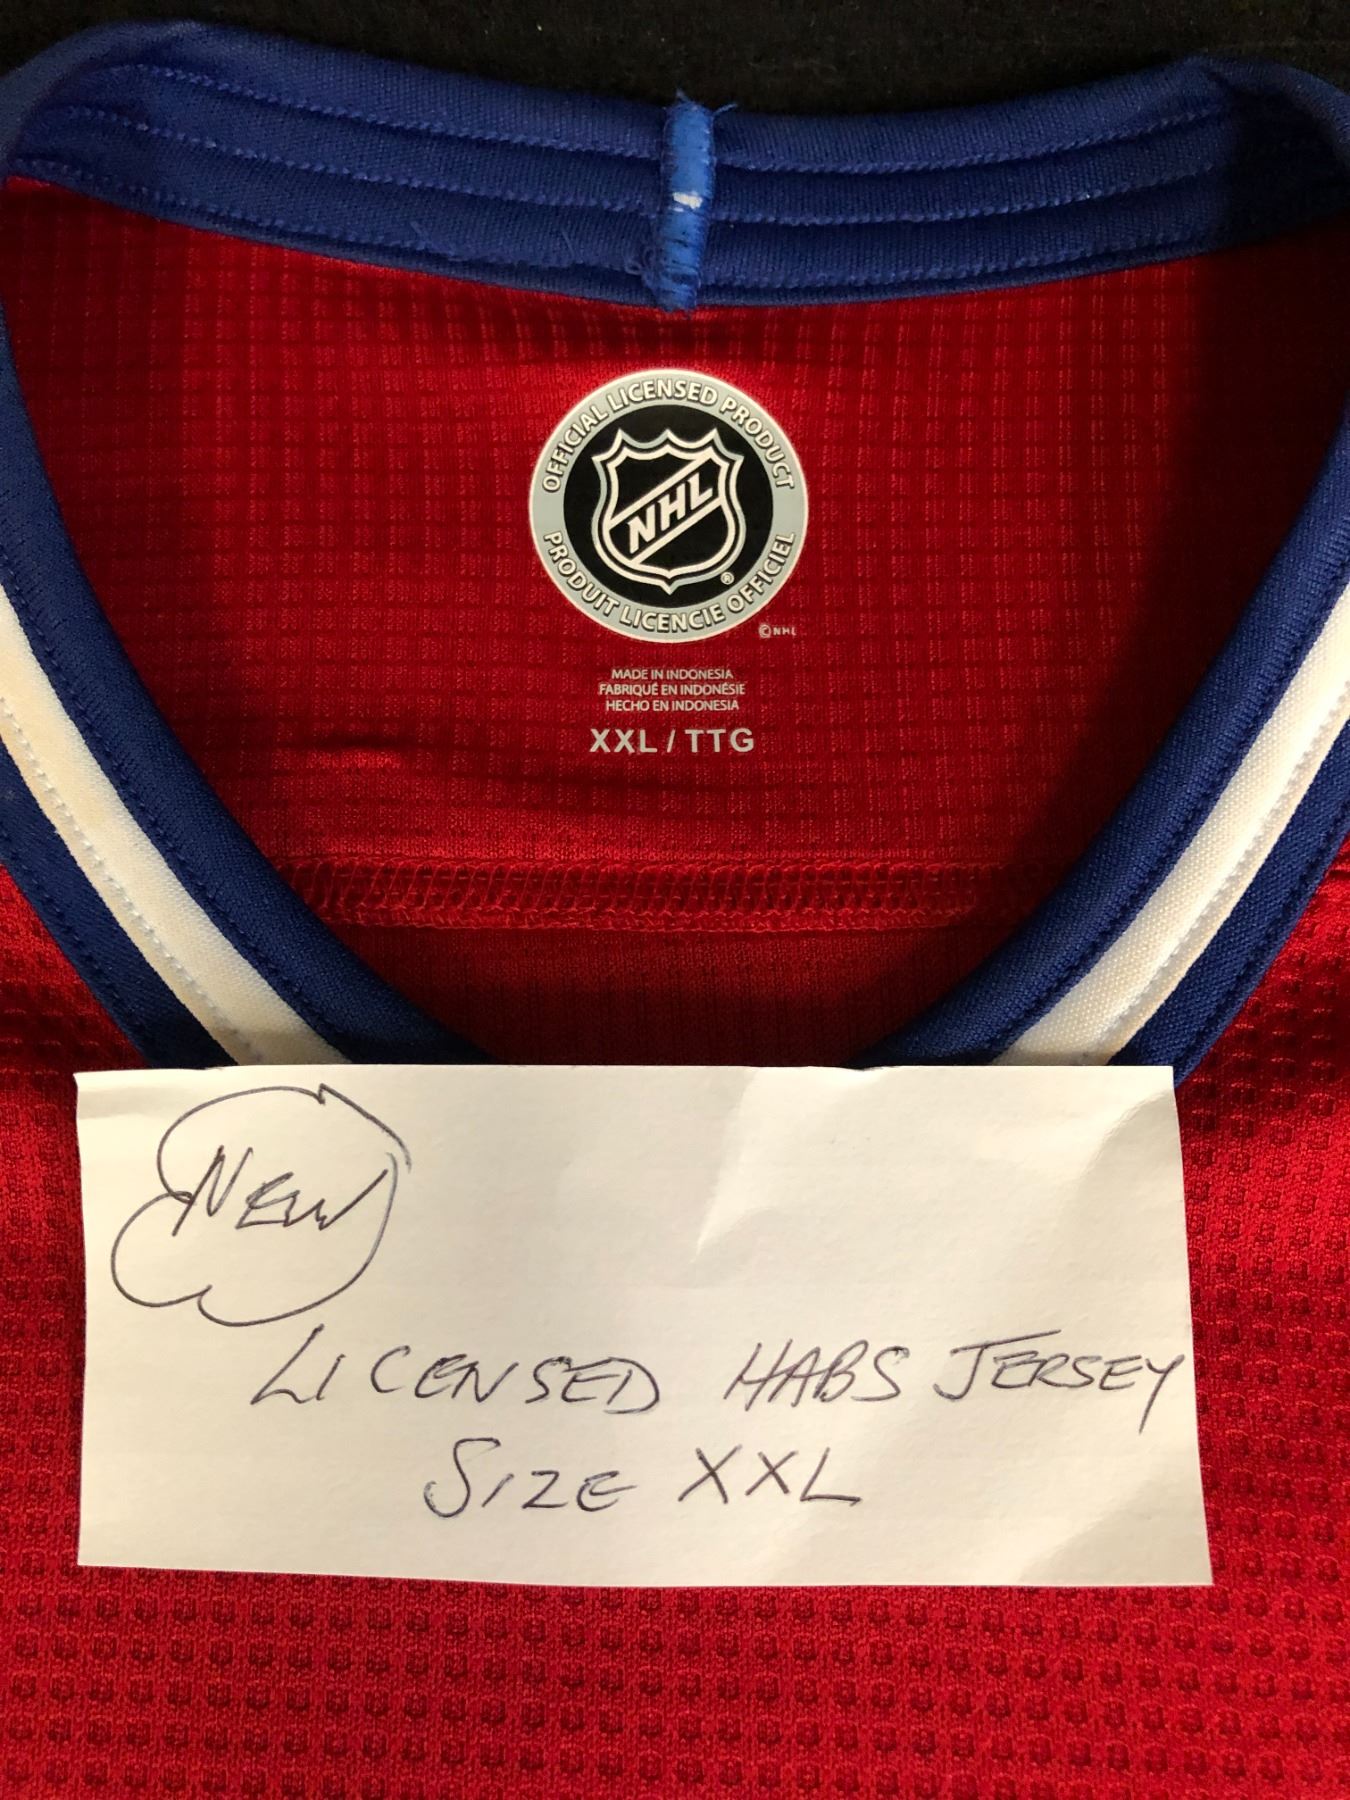 OFFICIAL LICENSED PRODUCT
NHL
®
PRODUIT LICENCIE OFFICIEL
© NHL
MADE IN INDONESIA
FABRIQUÉ EN INDONÉSIE
HECHO EN INDONESIA
XXL / TTG
NEW
LICENSED HABS JERSEY
SIZE XXL